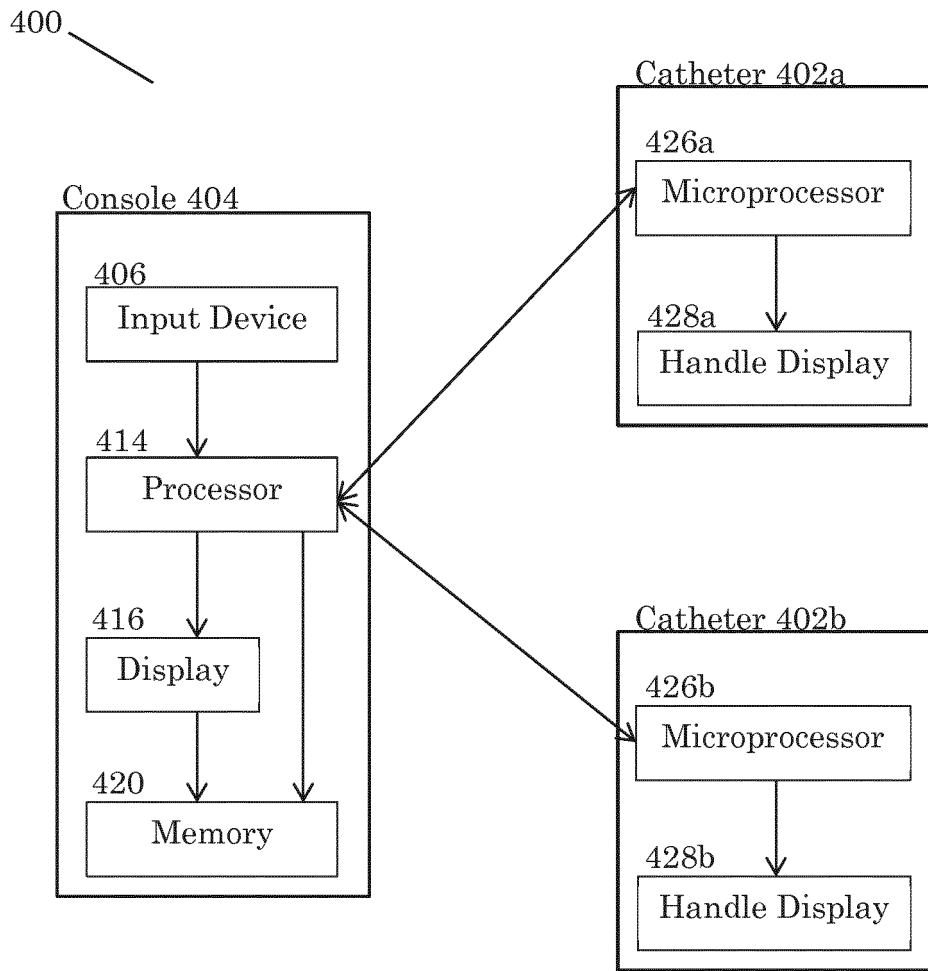 400
Console 404
406
Input Device
414
Processor
416
Display
420
Memory
Catheter 402a
426a
Microprocessor
428a
Handle Display
Catheter 402b
426b
Microprocessor
428b
Handle Display